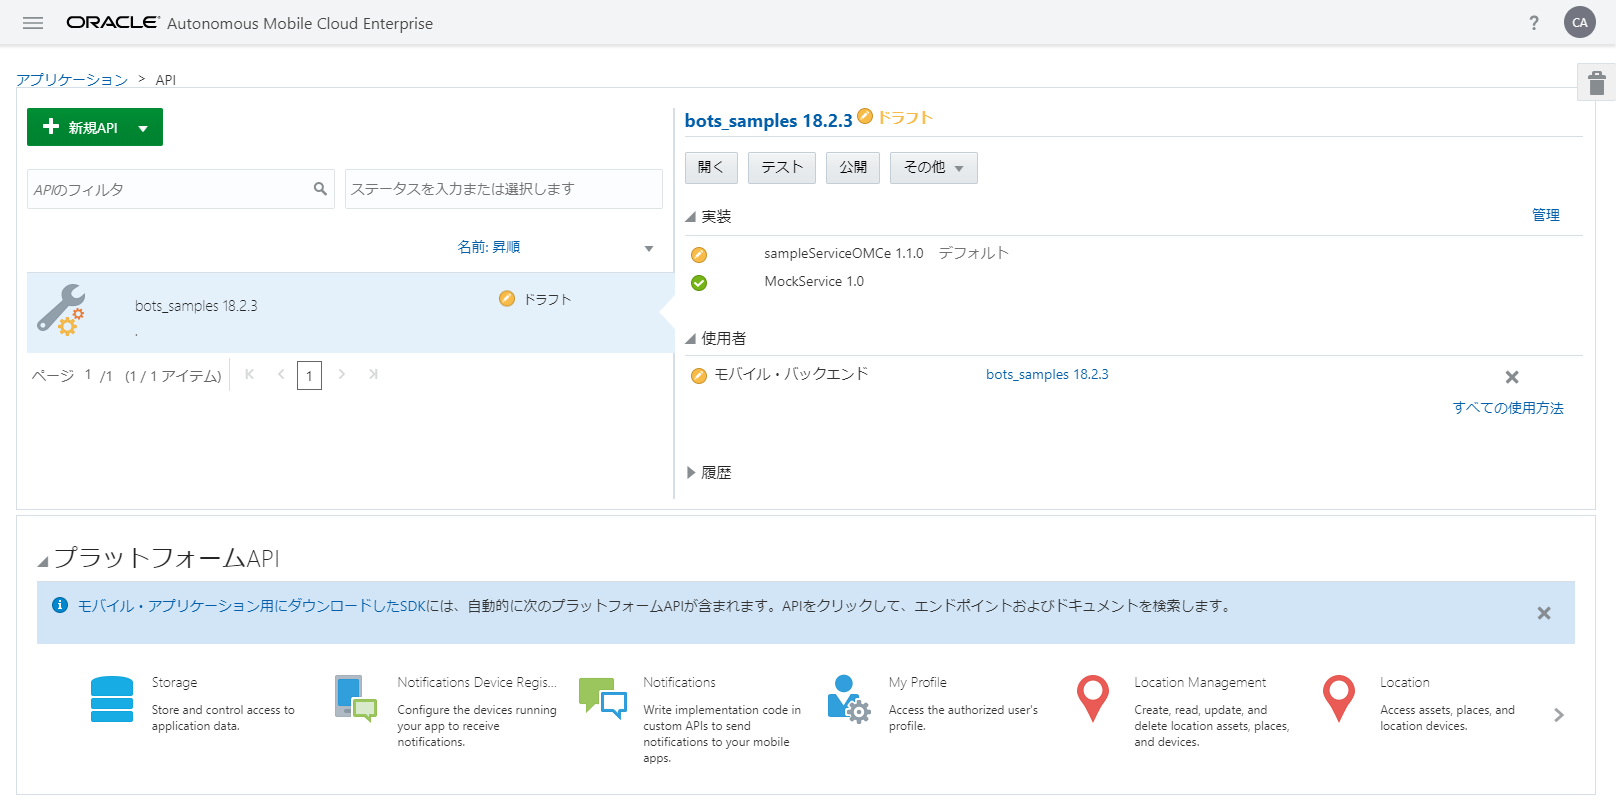 ORACLE Autonomous Mobile Cloud Enterprise
? CA
アプリケーション > API
新規API
APIのフィルタ
ステータスを入力または選択します
名前: 昇順
bots_samples 18.2.3
ドラフト
.
ページ 1 /1 (1 / 1 アイテム) 1
bots_samples 18.2.3 ドラフト
開く テスト 公開 その他
実装 管理
sampleServiceOMCe 1.1.0 デフォルト
MockService 1.0
使用者
モバイル・バックエンド bots_samples 18.2.3
すべての使用方法
履歴
プラットフォームAPI
モバイル・アプリケーション用にダウンロードしたSDKには、自動的に次のプラットフォームAPIが含まれます。APIをクリックして、エンドポイントおよびドキュメントを検索します。
Storage
Store and control access to
application data.
Notifications Device Regis...
Configure the devices running
your app to receive
notifications.
Notifications
Write implementation code in
custom APIs to send
notifications to your mobile
apps.
My Profile
Access the authorized user's
profile.
Location Management
Create, read, update, and
delete location assets, places,
and devices.
Location
Access assets, places, and
location devices.